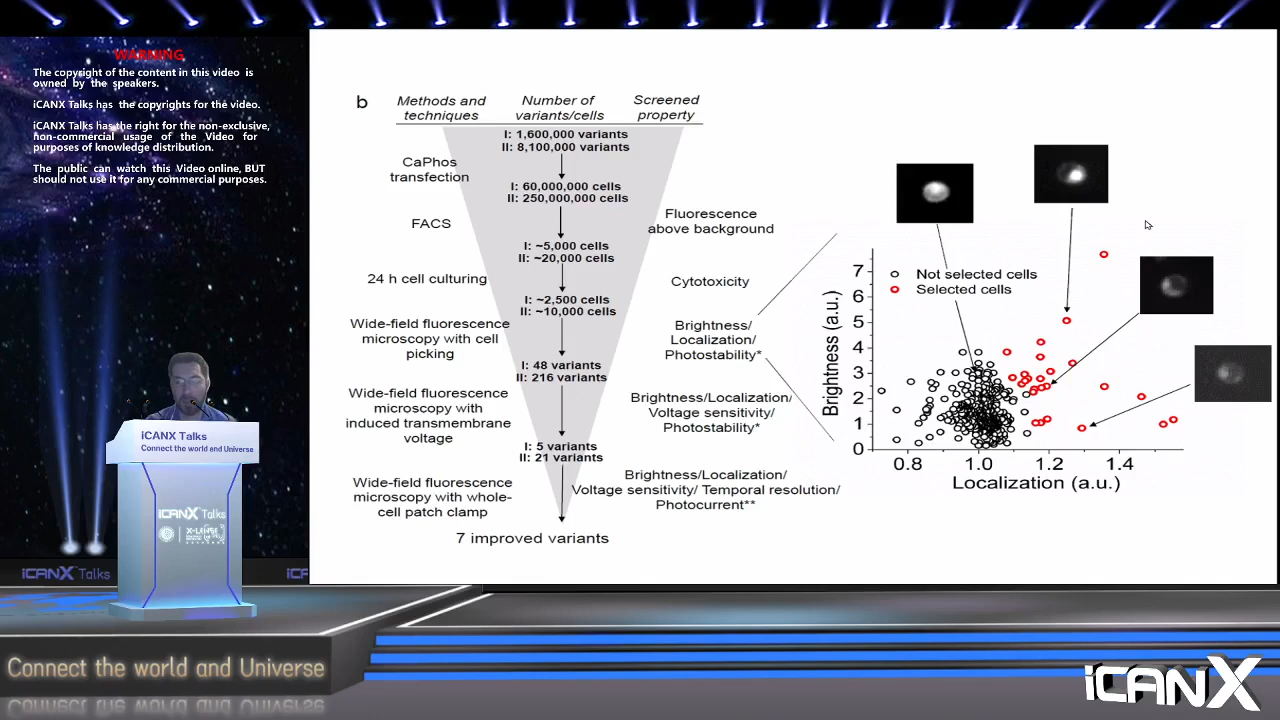 WARNING
The copyright of the content in this video is
owned by the speakers.
iCANX Talks has the copyrights for the video.
iCANX Talks has the right for the non-exclusive,
non-commercial usage of the Video for
purposes of knowledge distribution.
The public can watch this Video online, BUT
should not use it for any commercial purposes.
b
Methods and
techniques
Number of
variants/cells
Screened
property
I: 1,600,000 variants
II: 8,100,000 variants
CaPhos
transfection
I: 60,000,000 cells
II: 250,000,000 cells
FACS
Fluorescence
above background
I: ~5,000 cells
II: ~20,000 cells
24 h cell culturing
Cytotoxicity
I: ~2,500 cells
II: ~10,000 cells
Wide-field fluorescence
microscopy with cell
picking
Brightness/
Localization/
Photostability*
I: 48 variants
II: 216 variants
Wide-field fluorescence
microscopy with
induced transmembrane
voltage
Brightness/Localization/
Voltage sensitivity/
Photostability*
I: 5 variants
II: 21 variants
Wide-field fluorescence
microscopy with whole-
cell patch clamp
Brightness/Localization/
Voltage sensitivity/ Temporal resolution/
Photocurrent**
7 improved variants
Not selected cells
Selected cells
Brightness (a.u.)
7
6
5
4
3
2
1
0
0.8 1.0 1.2 1.4
Localization (a.u.)
iCANX Talks
Connect the world and Universe
iCANX Talks
iCANX Talks
iCANX
Connect the world and Universe
iCANX